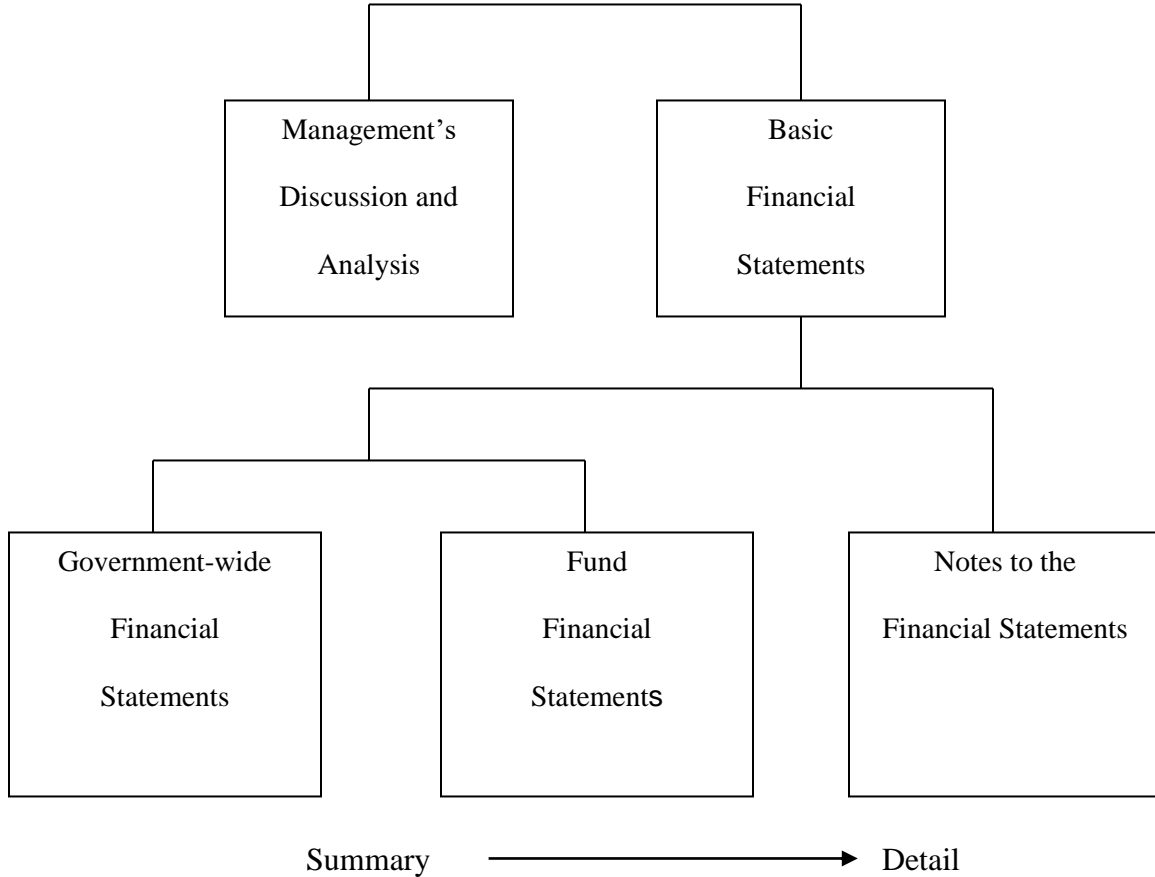 Management’s
Discussion and
Analysis
Basic
Financial
Statements
Government-wide
Financial
Statements
Fund
Financial
Statements
Notes to the
Financial Statements
Summary
Detail